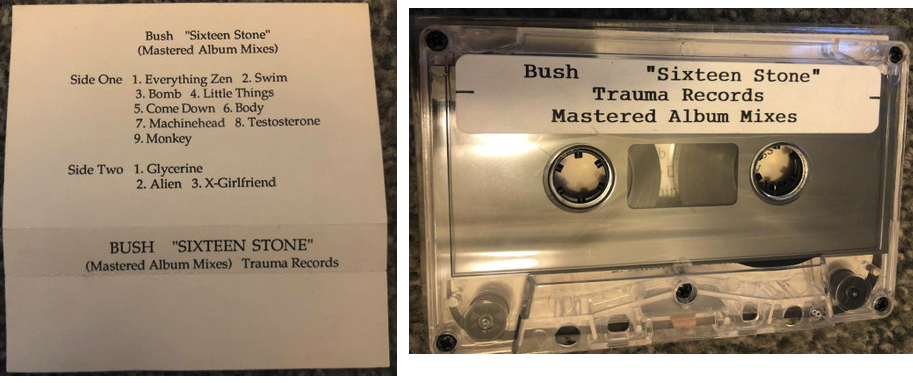 Bush "Sixteen Stone"
(Mastered Album Mixes)
Side One 1. Everything Zen 2. Swim
3. Bomb 4. Little Things
5. Come Down 6. Body
7. Machinehead 8. Testosterone
9. Monkey
Side Two 1. Glycerine
2. Alien 3. X-Girlfriend
BUSH "SIXTEEN STONE"
(Mastered Album Mixes) Trauma Records
Bush "Sixteen Stone"
Trauma Records
Mastered Album Mixes